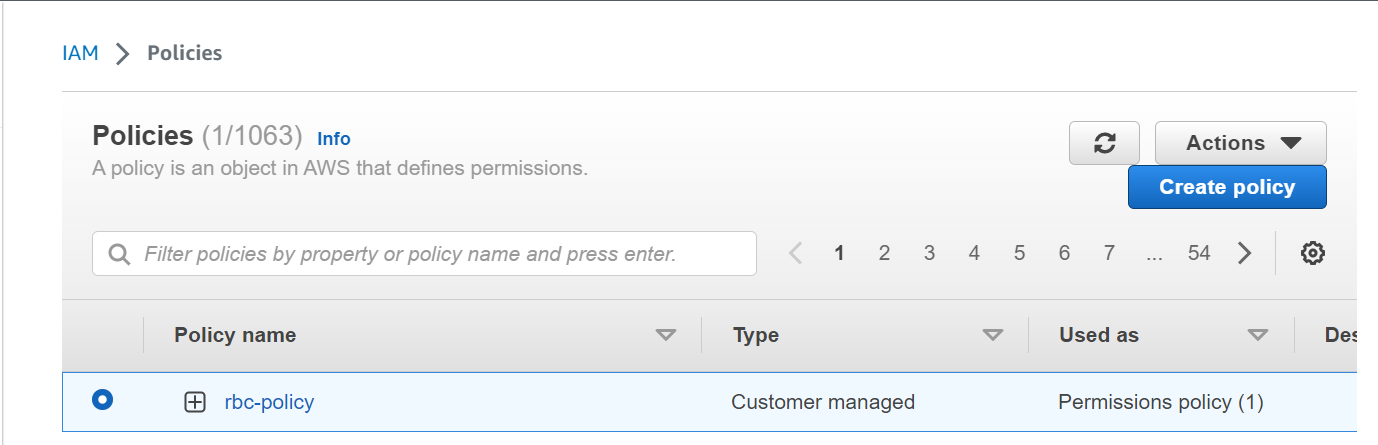 IAM > Policies
Policies (1/1063) Info
A policy is an object in AWS that defines permissions.
Actions
Create policy
Filter policies by property or policy name and press enter.
1 2 3 4 5 6 7 ... 54
Policy name Type Used as Des
rbc-policy Customer managed Permissions policy (1)